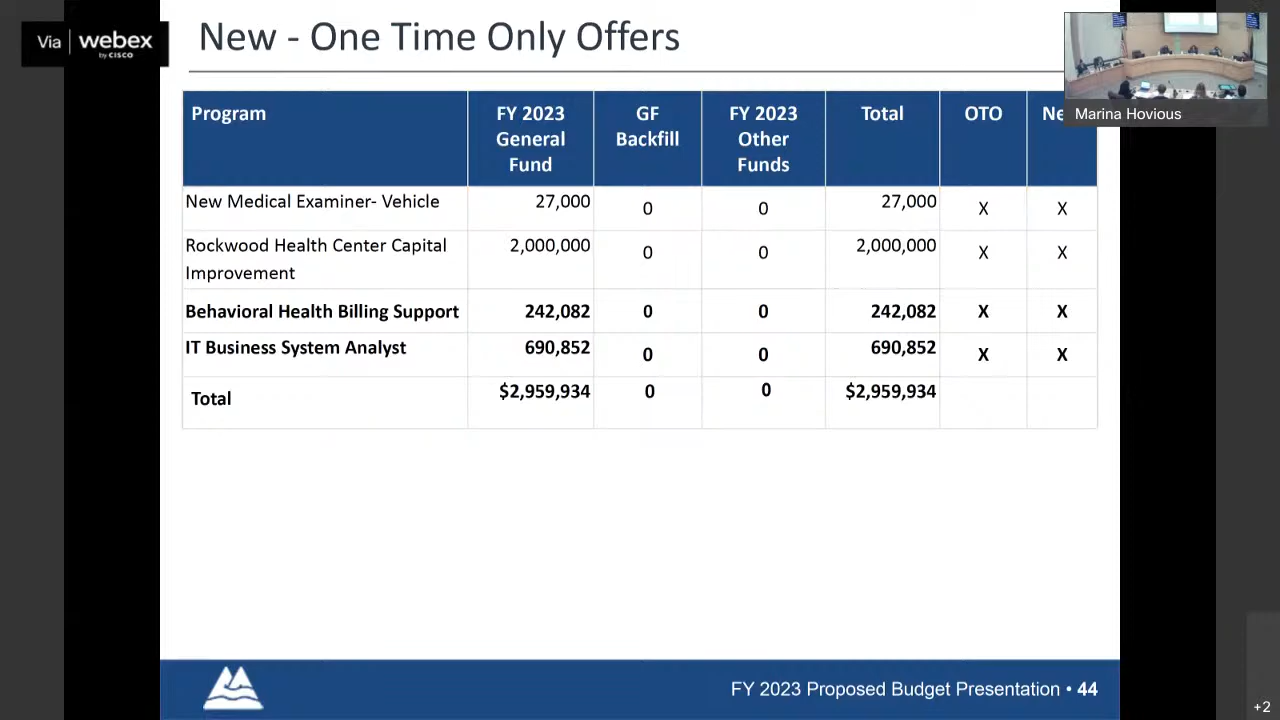 Via webex
by CISCO
New - One Time Only Offers
Marina Hovious
Program FY 2023 General Fund GF Backfill FY 2023 Other Funds Total OTO Ne
New Medical Examiner- Vehicle 27,000 0 0 27,000 X X
Rockwood Health Center Capital Improvement 2,000,000 0 0 2,000,000 X X
Behavioral Health Billing Support 242,082 0 0 242,082 X X
IT Business System Analyst 690,852 0 0 690,852 X X
Total $2,959,934 0 0 $2,959,934
FY 2023 Proposed Budget Presentation • 44
+2